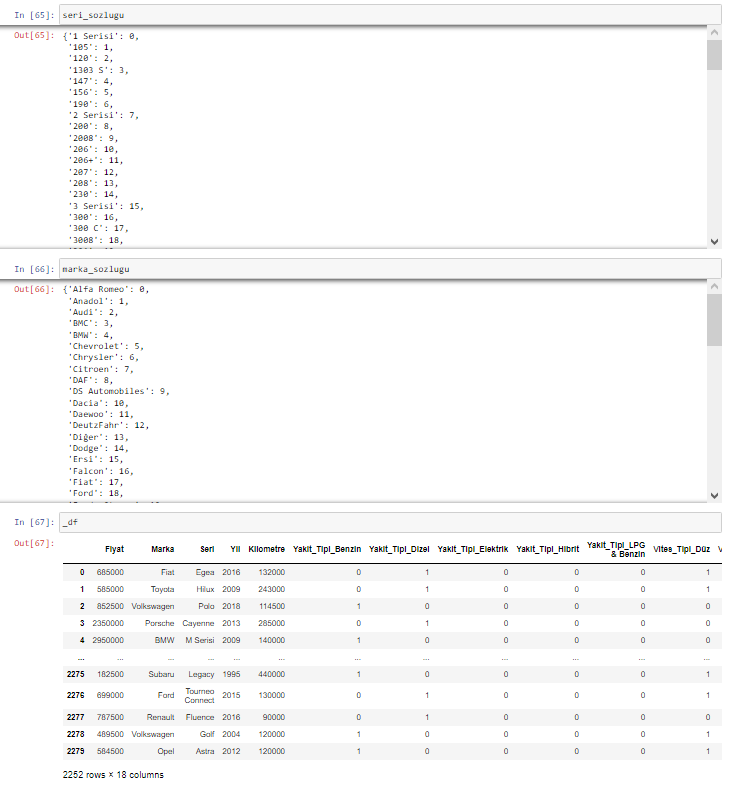 In [65]: seri_sozlugu
Out[65]: {'1 Serisi': 0,
'105': 1,
'120': 2,
'1303 S': 3,
'147': 4,
'156': 5,
'190': 6,
'2 Serisi': 7,
'200': 8,
'2008': 9,
'206': 10,
'206+': 11,
'207': 12,
'208': 13,
'230': 14,
'3 Serisi': 15,
'300': 16,
'300 C': 17,
'3008': 18,
In [66]: marka_sozlugu
Out[66]: {'Alfa Romeo': 0,
'Anadol': 1,
'Audi': 2,
'BMC': 3,
'BMW': 4,
'Chevrolet': 5,
'Chrysler': 6,
'Citroen': 7,
'DAF': 8,
'DS Automobiles': 9,
'Dacia': 10,
'Daewoo': 11,
'DeutzFahr': 12,
'Diğer': 13,
'Dodge': 14,
'Ersi': 15,
'Falcon': 16,
'Fiat': 17,
'Ford': 18,
In [67]: _df
Out[67]:
Fiyat Marka Seri Yil Kilometre Yakit_Tipi_Benzin Yakit_Tipi_Dizel Yakit_Tipi_Elektrik Yakit_Tipi_Hibrit Yakit_Tipi_LPG & Benzin Vites_Tipi_Düz
0 685000 Fiat Egea 2016 132000 0 1 0 0 0 1
1 585000 Toyota Hilux 2009 243000 0 1 0 0 0 1
2 852500 Volkswagen Polo 2018 114500 1 0 0 0 0 0
3 2350000 Porsche Cayenne 2013 285000 0 1 0 0 0 0
4 2950000 BMW M Serisi 2009 140000 1 0 0 0 0 0
... ... ... ... ... ... ... ... ... ... ... ...
2275 182500 Subaru Legacy 1995 440000 1 0 0 0 0 1
2276 699000 Ford Tourneo Connect 2015 130000 0 1 0 0 0 1
2277 787500 Renault Fluence 2016 90000 0 1 0 0 0 0
2278 489500 Volkswagen Golf 2004 120000 1 0 0 0 0 1
2279 584500 Opel Astra 2012 120000 1 0 0 0 0 1
2252 rows × 18 columns